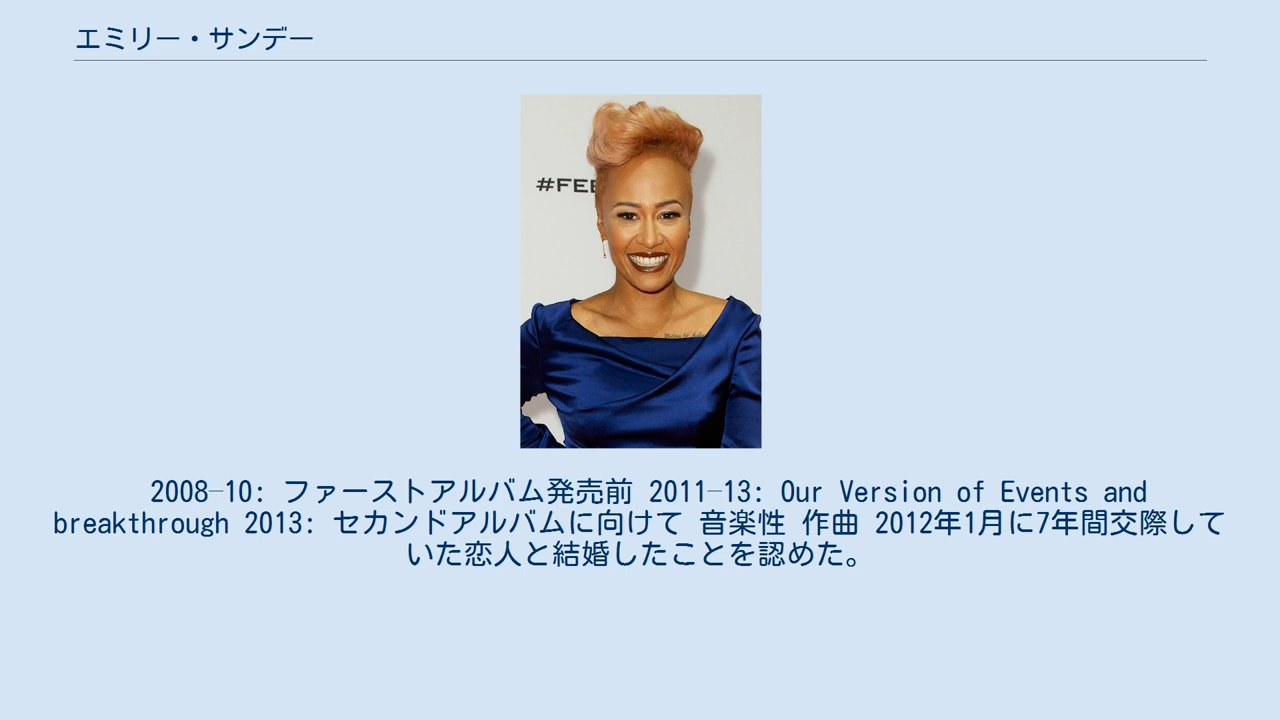 エミリー・サンデー
#FEE
2008–10: ファーストアルバム発売前 2011–13: Our Version of Events and
breakthrough 2013: セカンドアルバムに向けて 音楽性 作曲 2012年1月に7年間交際して
いた恋人と結婚したことを認めた。